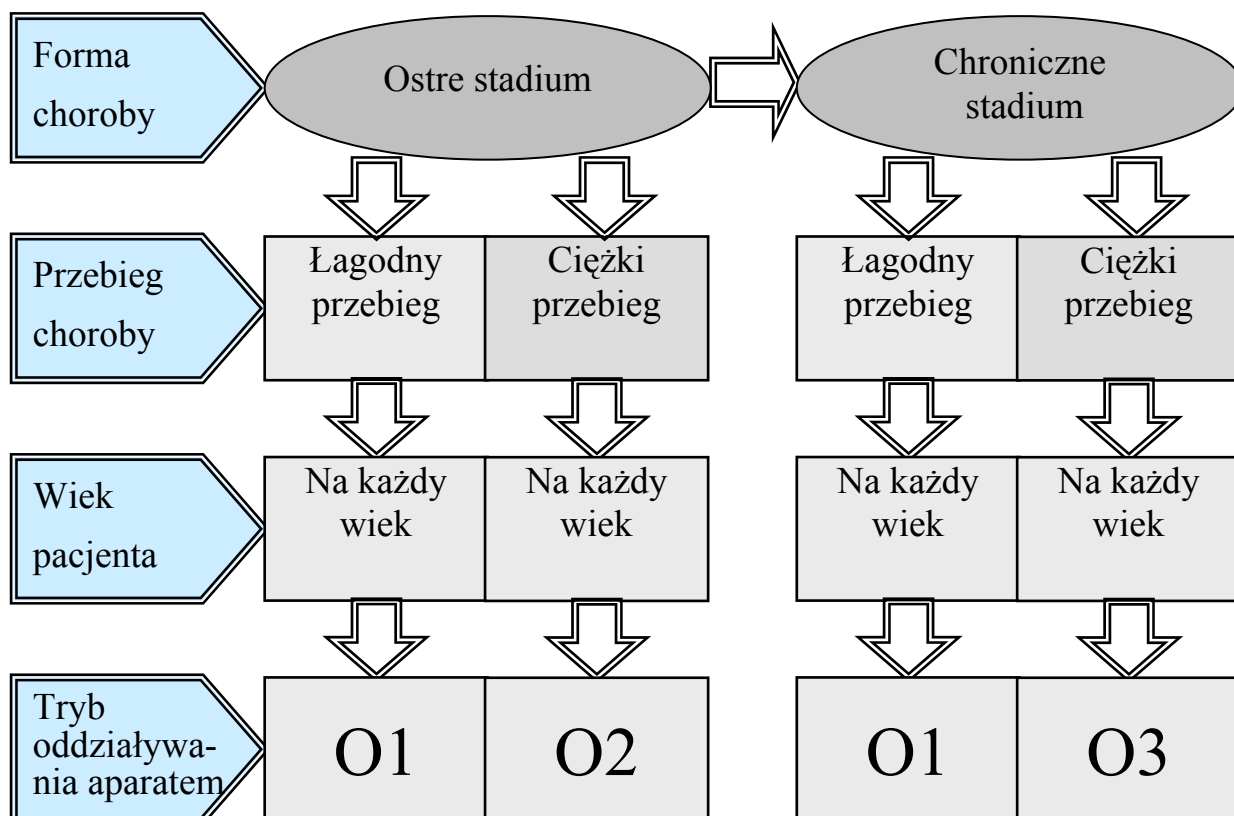 Forma
choroby
Ostre stadium
Chroniczne
stadium
Przebieg
choroby
Łagodny
przebieg
Ciężki
przebieg
Łagodny
przebieg
Ciężki
przebieg
Wiek
pacjenta
Na każdy
wiek
Na każdy
wiek
Na każdy
wiek
Na każdy
wiek
Tryb
oddziaływa-
nia aparatem
O1
O2
O1
O3